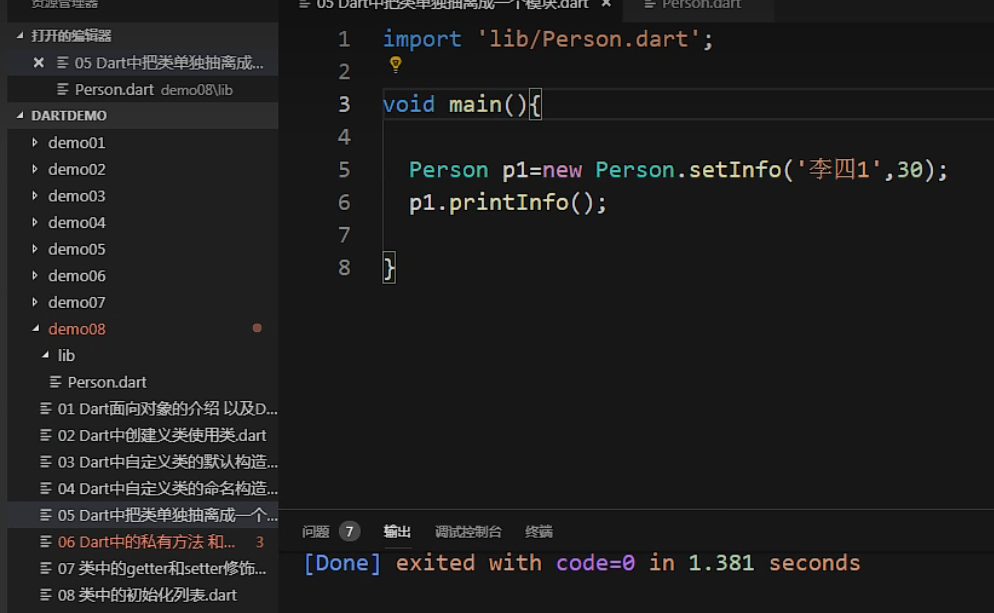 资源管理器
打开的编辑器
05 Dart中把类单独抽离成...
Person.dart demo08\lib
DARTDEMO
demo01
demo02
demo03
demo04
demo05
demo06
demo07
demo08
lib
Person.dart
01 Dart面向对象的介绍 以及D...
02 Dart中创建义类使用类.dart
03 Dart中自定义类的默认构造...
04 Dart中自定义类的命名构造...
05 Dart中把类单独抽离成一个...
06 Dart中的私有方法 和... 3
07 类中的getter和setter修饰...
08 类中的初始化列表.dart
05 Dart中把类单独抽离成一个模块.dart × Person.dart
1 import 'lib/Person.dart';
2
3 void main(){
4
5 Person p1=new Person.setInfo('李四1',30);
6 p1.printInfo();
7
8 }
问题 7 输出 调试控制台 终端
[Done] exited with code=0 in 1.381 seconds